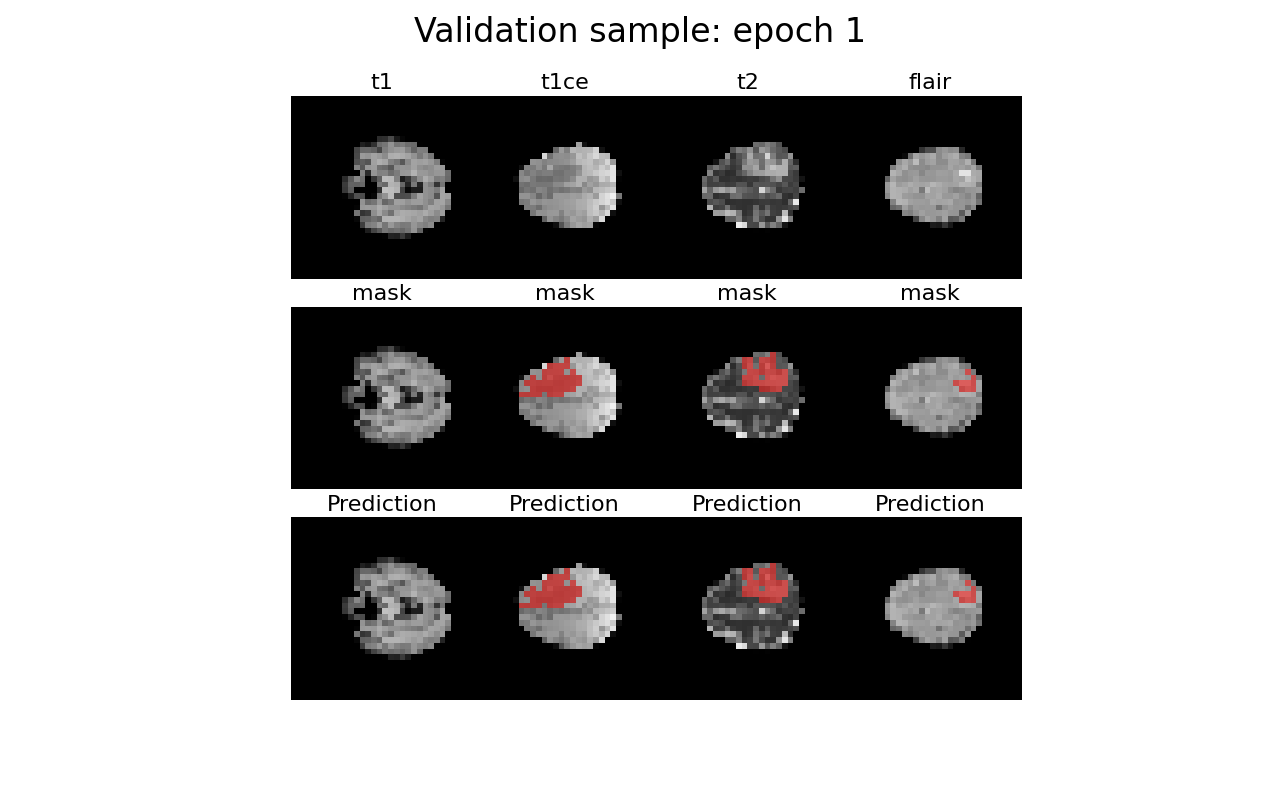 Validation sample: epoch 1
t1 t1ce t2 flair
mask mask mask mask
Prediction Prediction Prediction Prediction